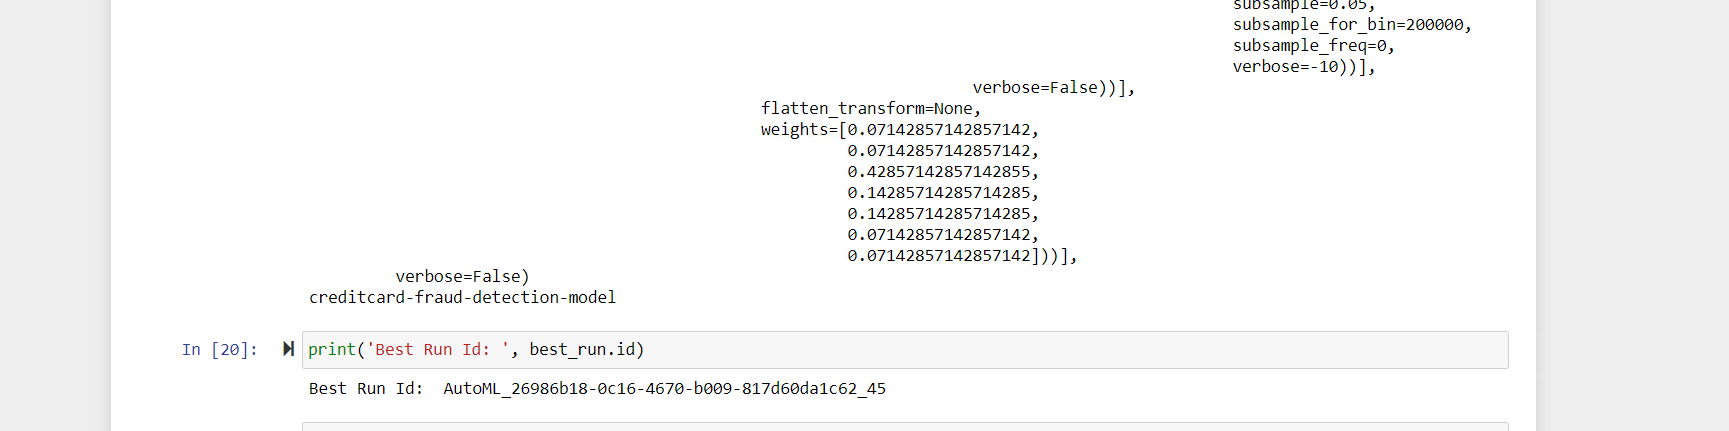 subsample=0.05,
subsample_for_bin=200000,
subsample_freq=0,
verbose=-10))],
verbose=False))],
flatten_transform=None,
weights=[0.07142857142857142,
0.07142857142857142,
0.42857142857142855,
0.14285714285714285,
0.14285714285714285,
0.07142857142857142,
0.07142857142857142]))],
verbose=False)
creditcard-fraud-detection-model
In [20]: print('Best Run Id: ', best_run.id)
Best Run Id:  AutoML_26986b18-0c16-4670-b009-817d60da1c62_45